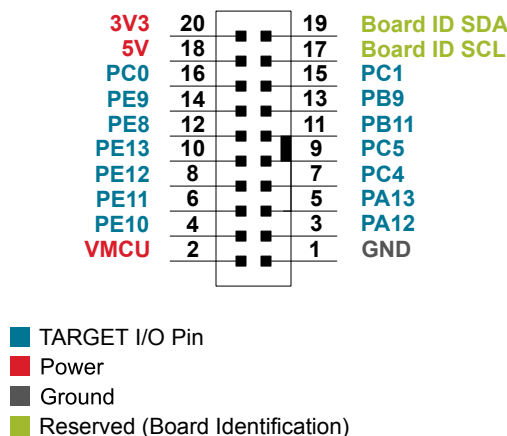 3V3 20 19 Board ID SDA
5V 18 17 Board ID SCL
PC0 16 15 PC1
PE9 14 13 PB9
PE8 12 11 PB11
PE13 10 9 PC5
PE12 8 7 PC4
PE11 6 5 PA13
PE10 4 3 PA12
VMCU 2 1 GND
TARGET I/O Pin
Power
Ground
Reserved (Board Identification)